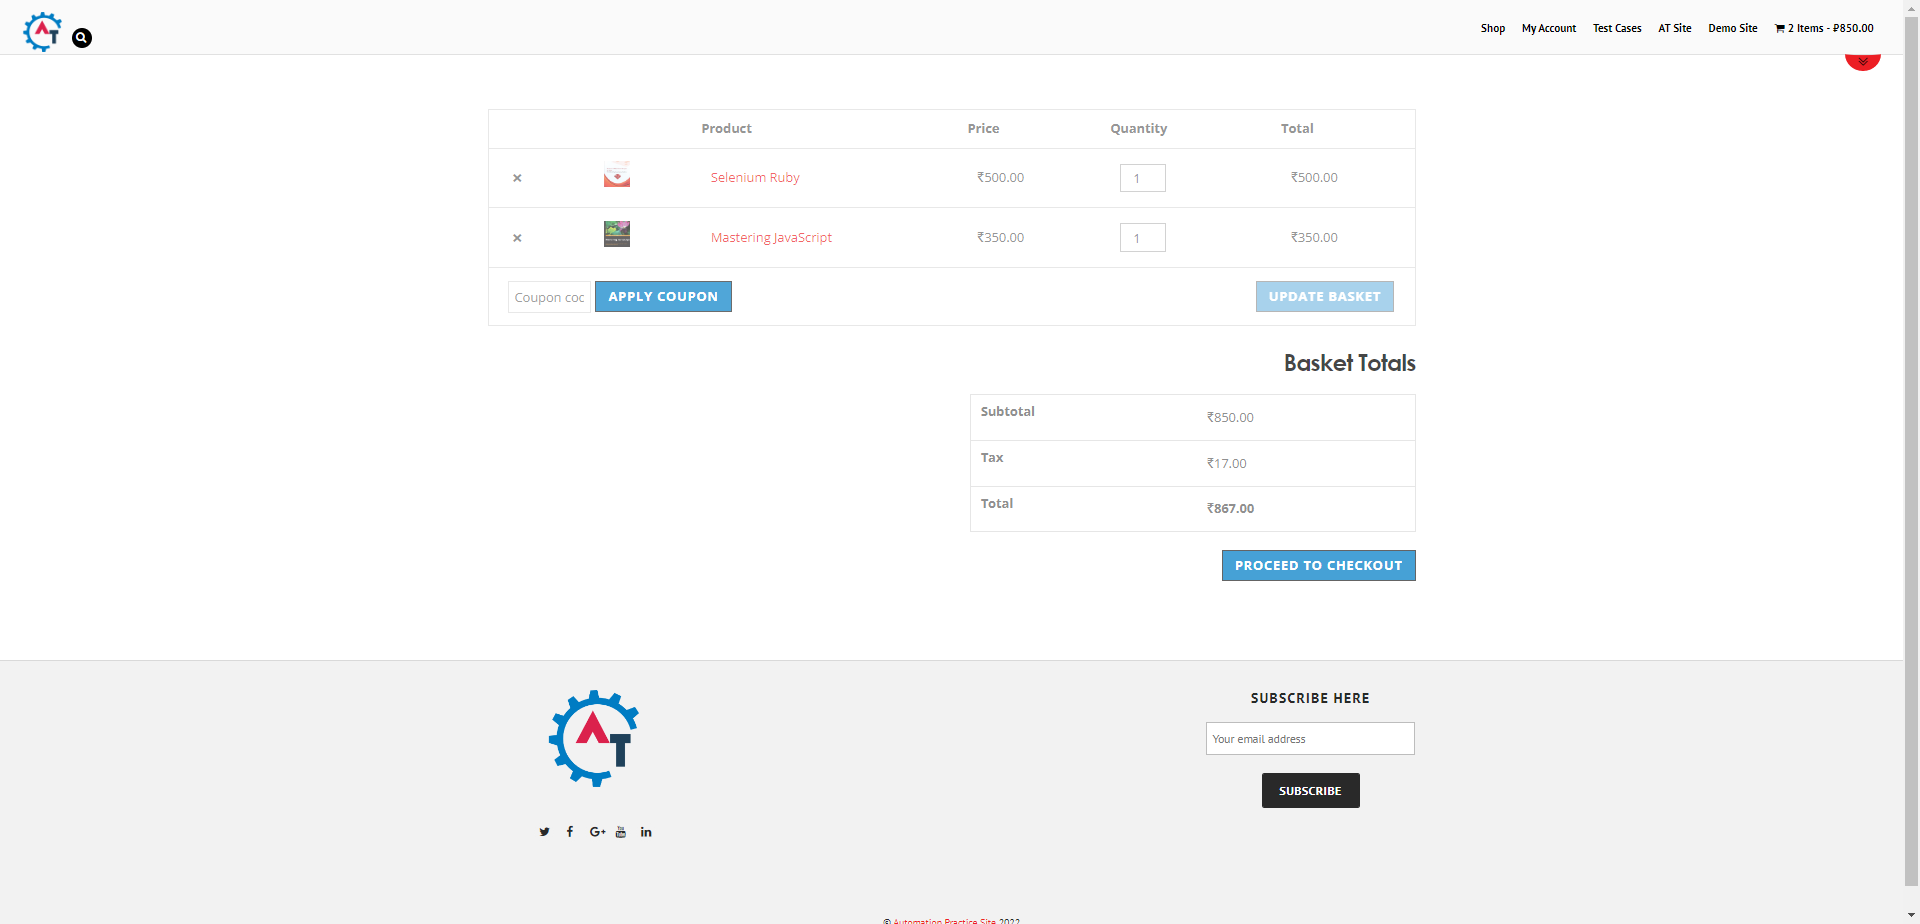 AT
Shop My Account Test Cases AT Site Demo Site 2 Items - ₽850.00
Product Price Quantity Total
× Selenium Ruby ₹500.00 1 ₹500.00
× Mastering JavaScript ₹350.00 1 ₹350.00
Coupon coc APPLY COUPON UPDATE BASKET
Basket Totals
Subtotal ₹850.00
Tax ₹17.00
Total ₹867.00
PROCEED TO CHECKOUT
AT
SUBSCRIBE HERE
Your email address
SUBSCRIBE
© Automation Practice Site 2022